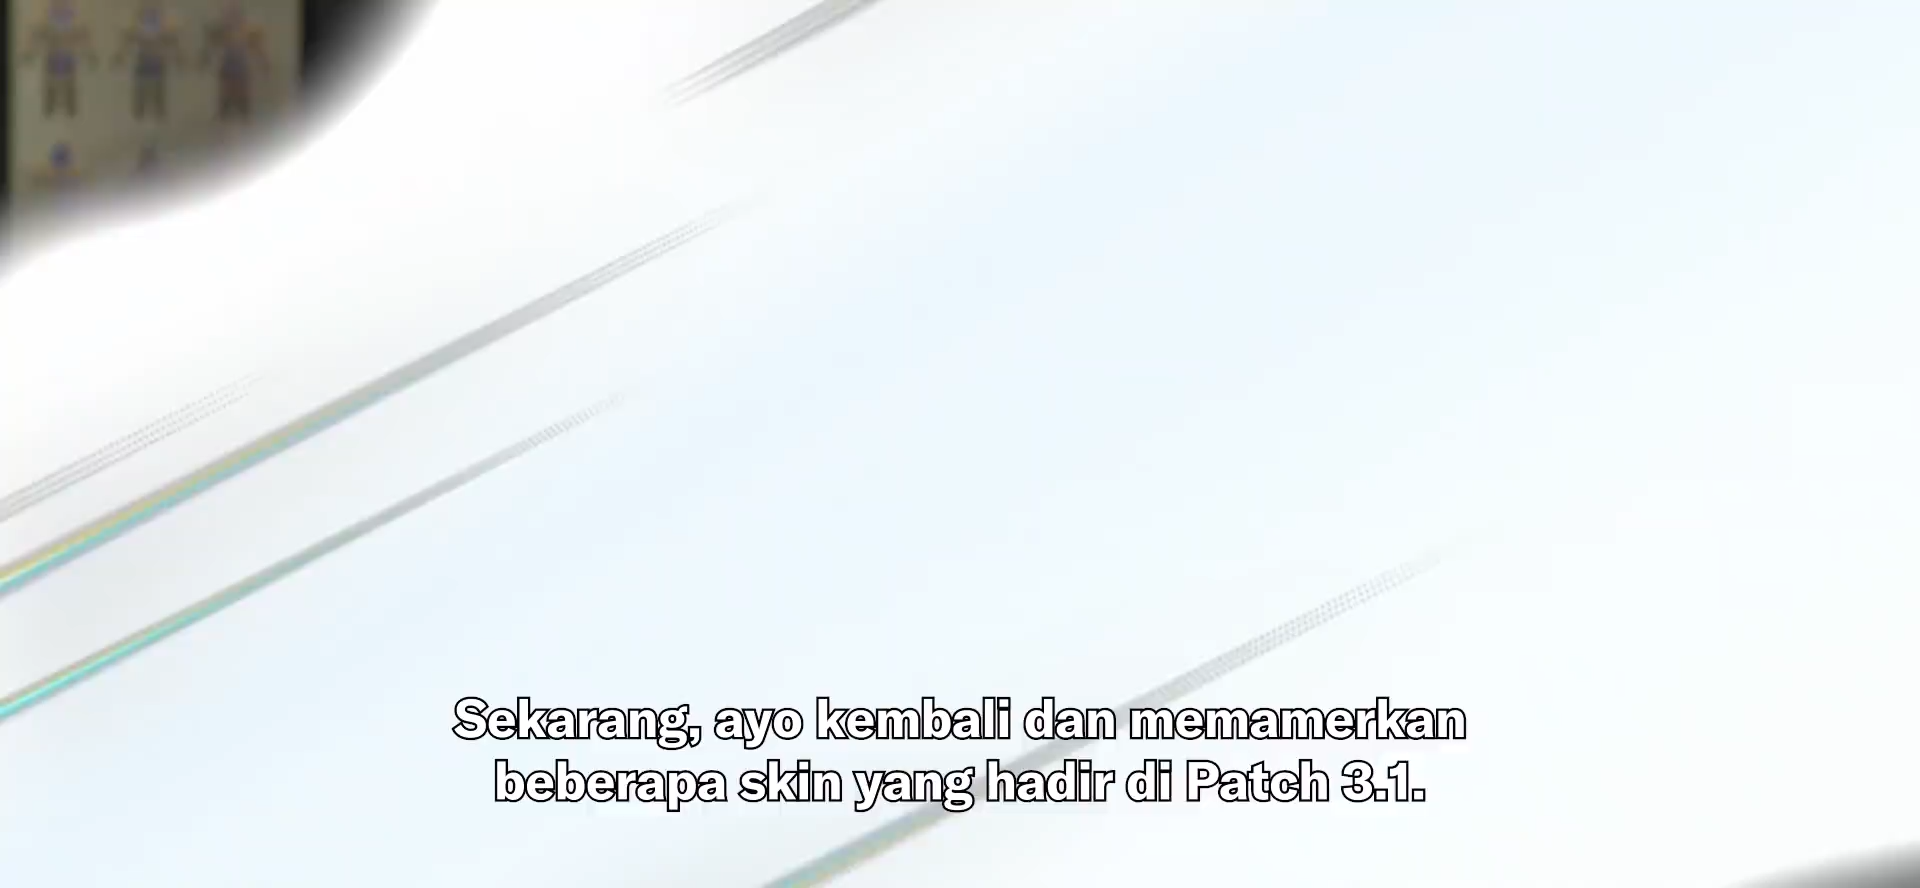 Sekarang, ayo kembali dan memamerkan
beberapa skin yang hadir di Patch 3.1.